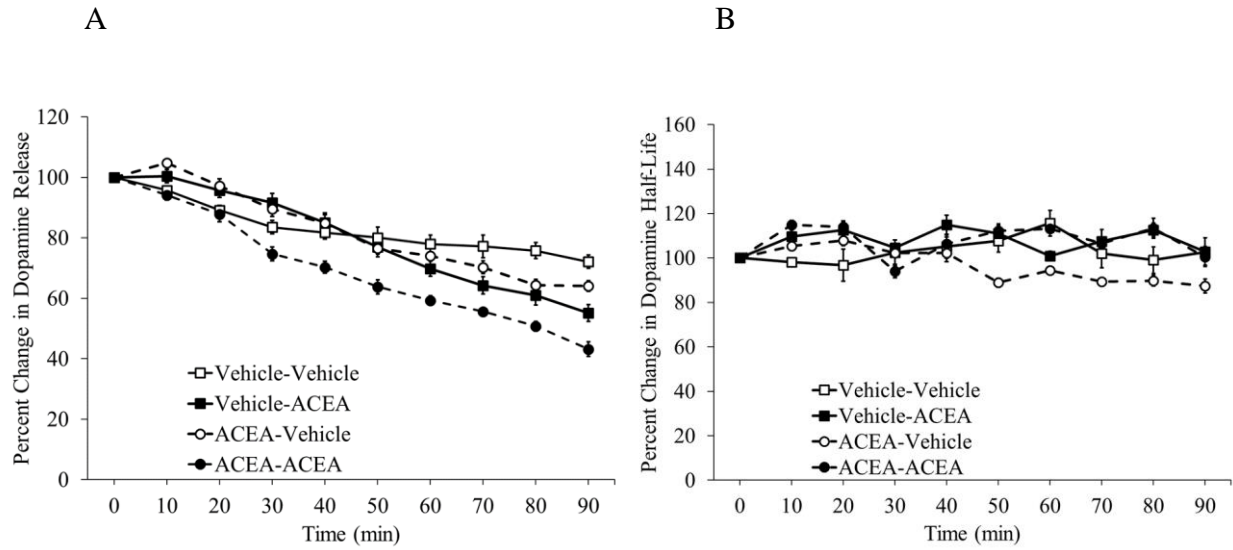 A
B
Percent Change in Dopamine Release
120
100
80
60
40
20
0
Vehicle-Vehicle
Vehicle-ACEA
ACEA-Vehicle
ACEA-ACEA
0 10 20 30 40 50 60 70 80 90
Time (min)
Percent Change in Dopamine Half-Life
160
140
120
100
80
60
40
20
0
Vehicle-Vehicle
Vehicle-ACEA
ACEA-Vehicle
ACEA-ACEA
0 10 20 30 40 50 60 70 80 90
Time (min)